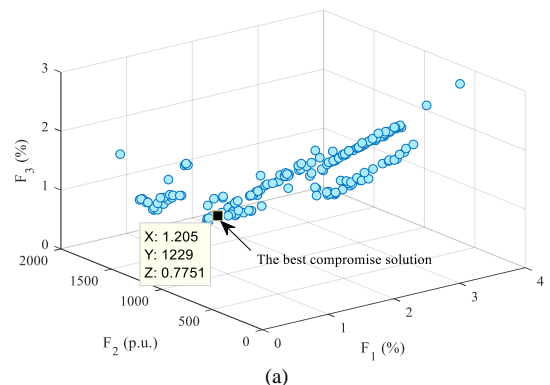 3
2
1
0
F3 (%)
2000
1500
1000
500
0
F2 (p.u.)
0
1
2
3
4
F1 (%)
X: 1.205
Y: 1229
Z: 0.7751
The best compromise solution
(a)